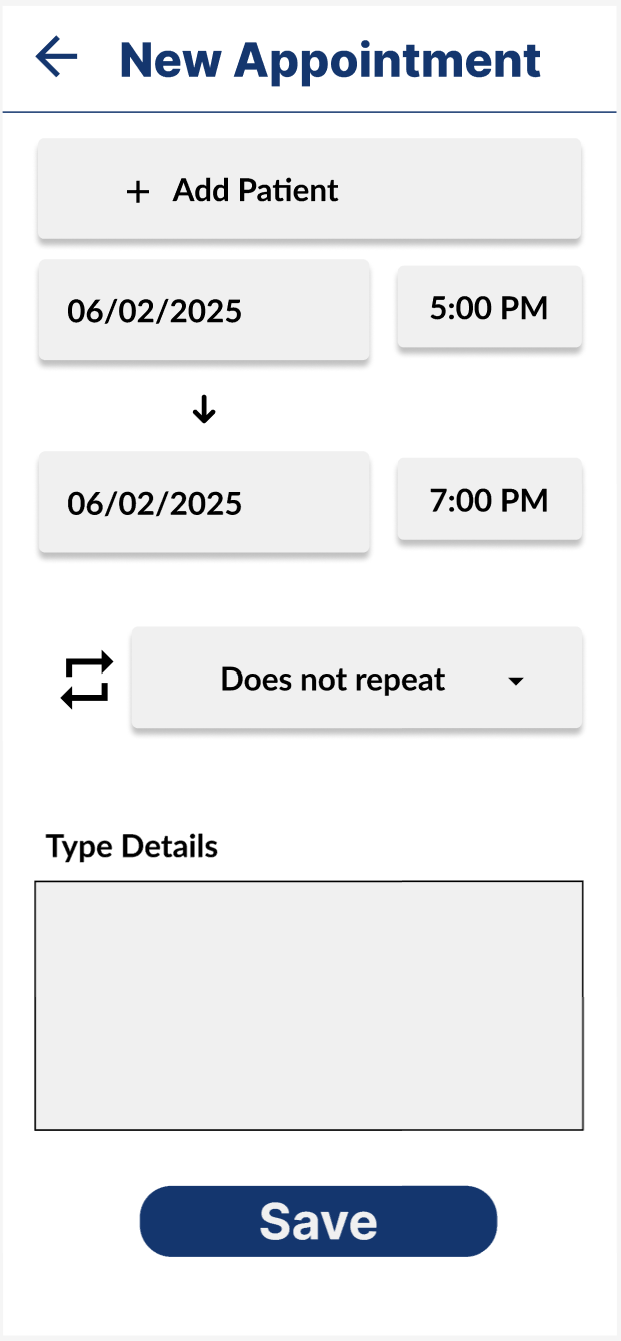 New Appointment
+ Add Patient
06/02/2025 5:00 PM
06/02/2025 7:00 PM
Does not repeat
Type Details
Save